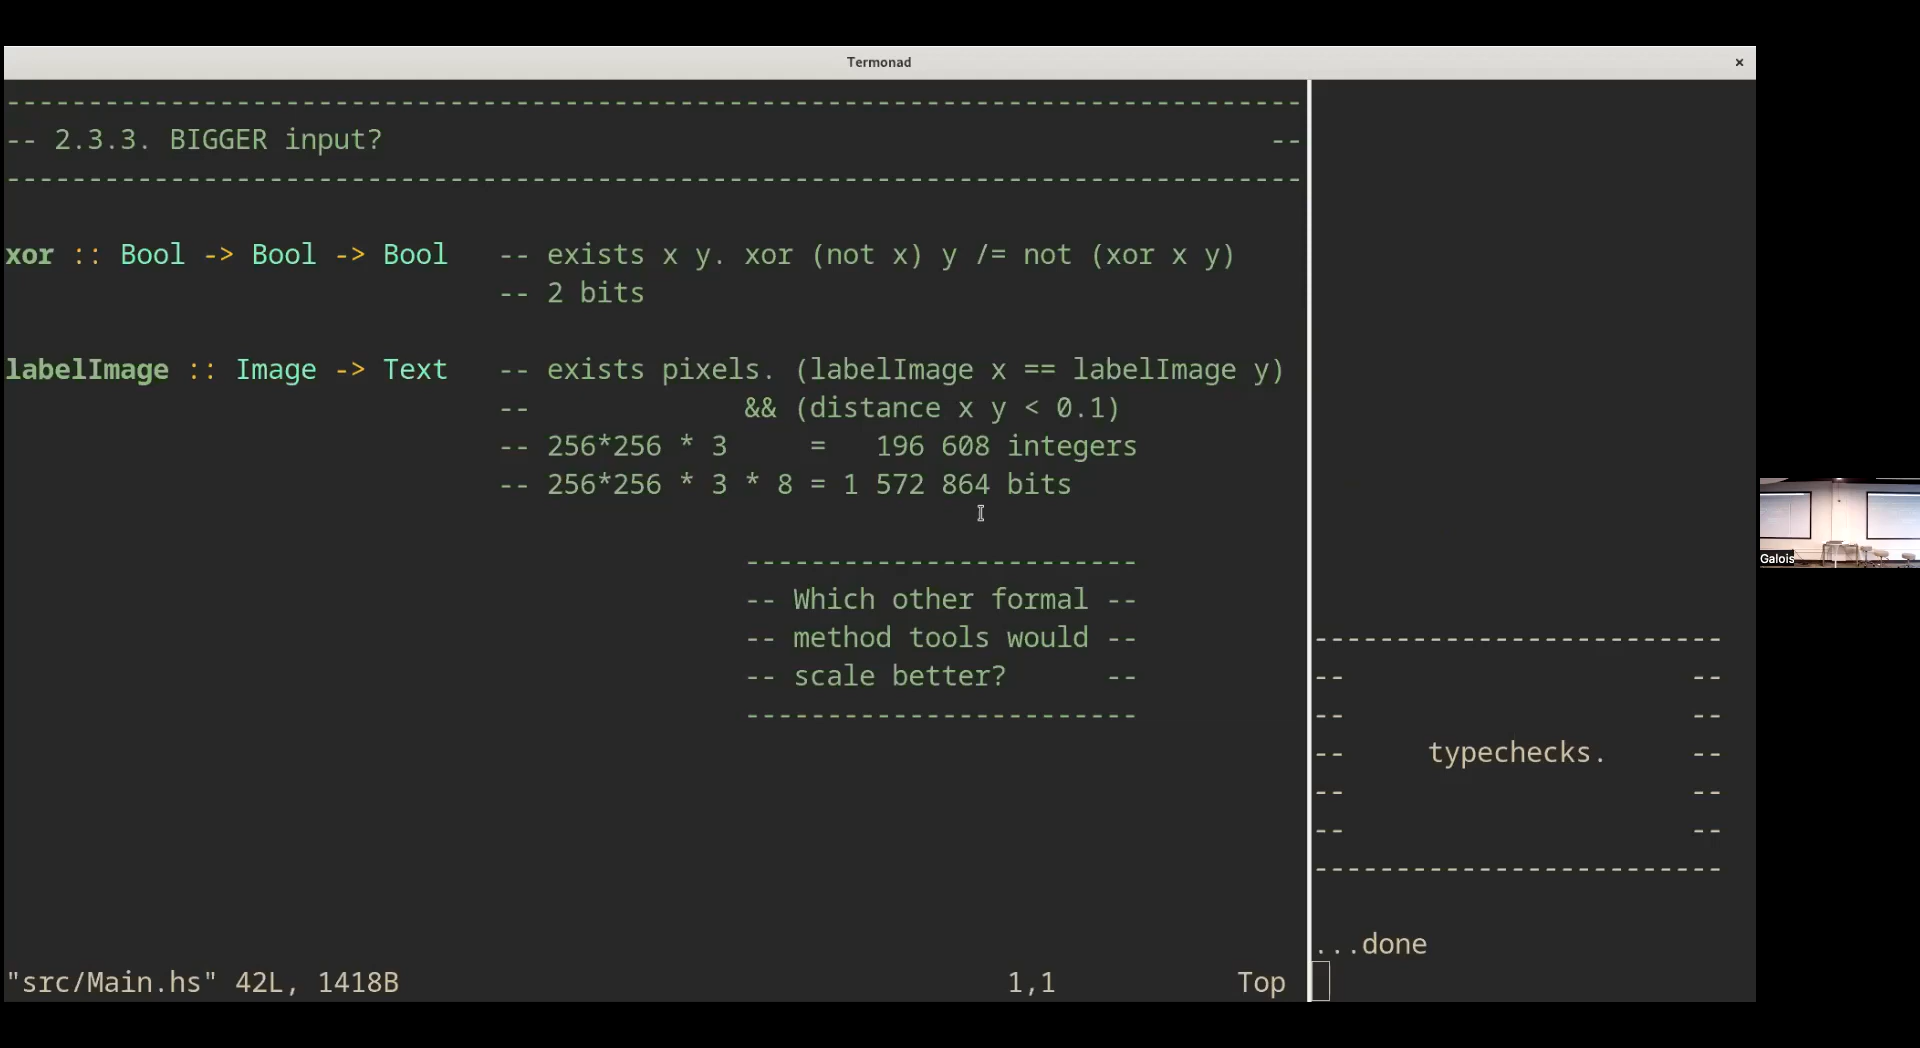 Termonad ×
--------------------------------------------------------------------------------
-- 2.3.3. BIGGER input? --
--------------------------------------------------------------------------------
xor :: Bool -> Bool -> Bool -- exists x y. xor (not x) y /= not (xor x y)
-- 2 bits
labelImage :: Image -> Text -- exists pixels. (labelImage x == labelImage y)
-- && (distance x y < 0.1)
-- 256*256 * 3 = 196 608 integers
-- 256*256 * 3 * 8 = 1 572 864 bits
------------------------
-- Which other formal --
-- method tools would --
-- scale better? --
------------------------
"src/Main.hs" 42L, 1418B 1,1 Top
-------------------------
-- --
-- --
-- typechecks. --
-- --
-- --
-------------------------
...done
Galois